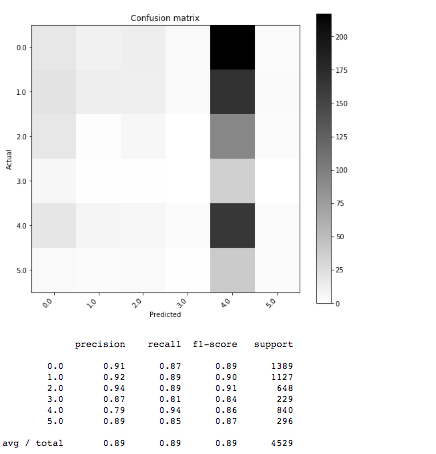 Confusion matrix
Actual
0.0
1.0
2.0
3.0
4.0
5.0
0.0 1.0 2.0 3.0 4.0 5.0
Predicted
200
175
150
125
100
75
50
25
0
precision recall f1-score support
0.0 0.91 0.87 0.89 1389
1.0 0.92 0.89 0.90 1127
2.0 0.94 0.89 0.91 648
3.0 0.87 0.81 0.84 229
4.0 0.79 0.94 0.86 840
5.0 0.89 0.85 0.87 296
avg / total 0.89 0.89 0.89 4529